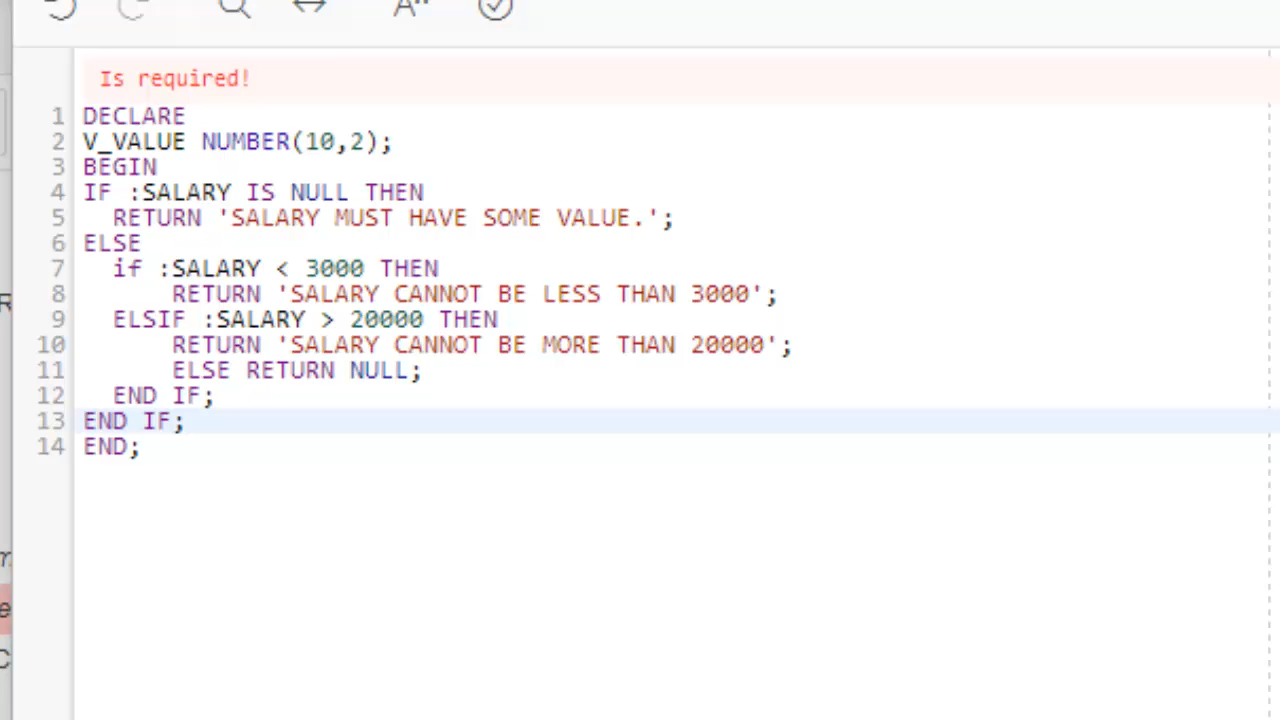 Is required!
1 DECLARE
2 V_VALUE NUMBER(10,2);
3 BEGIN
4 IF :SALARY IS NULL THEN
5 RETURN 'SALARY MUST HAVE SOME VALUE.';
6 ELSE
7 if :SALARY < 3000 THEN
8 RETURN 'SALARY CANNOT BE LESS THAN 3000';
9 ELSIF :SALARY > 20000 THEN
10 RETURN 'SALARY CANNOT BE MORE THAN 20000';
11 ELSE RETURN NULL;
12 END IF;
13 END IF;
14 END;